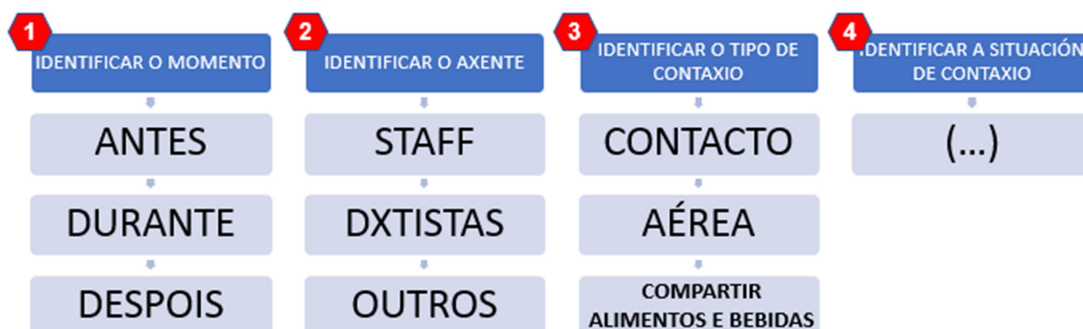 1
IDENTIFICAR O MOMENTO
ANTES
DURANTE
DESPOIS
2
IDENTIFICAR O AXENTE
STAFF
DXTISTAS
OUTROS
3
IDENTIFICAR O TIPO DE
CONTAXIO
CONTACTO
AÉREA
COMPARTIR
ALIMENTOS E BEBIDAS
4
IDENTIFICAR A SITUACIÓN
DE CONTAXIO
(...)